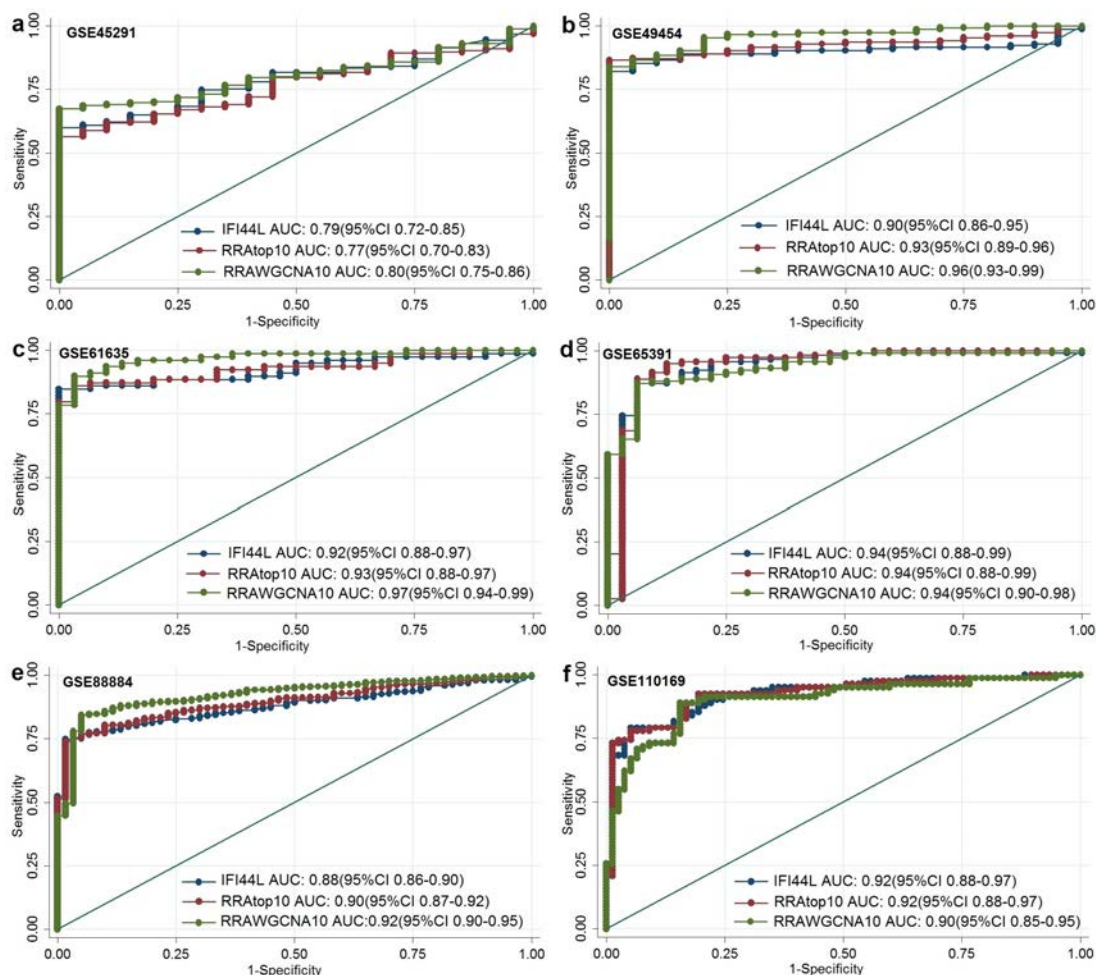 a
GSE45291
1.00
0.75
0.50
0.25
0.00
Sensitivity
IFI44L AUC: 0.79(95%CI 0.72-0.85)
RRAtop10 AUC: 0.77(95%CI 0.70-0.83)
RRAWGCNA10 AUC: 0.80(95%CI 0.75-0.86)
0.00 0.25 0.50 0.75 1.00
1-Specificity
b
GSE49454
1.00
0.75
0.50
0.25
0.00
Sensitivity
IFI44L AUC: 0.90(95%CI 0.86-0.95)
RRAtop10 AUC: 0.93(95%CI 0.89-0.96)
RRAWGCNA10 AUC: 0.96(0.93-0.99)
0.00 0.25 0.50 0.75 1.00
1-Specificity
c
GSE61635
1.00
0.75
0.50
0.25
0.00
Sensitivity
IFI44L AUC: 0.92(95%CI 0.88-0.97)
RRAtop10 AUC: 0.93(95%CI 0.88-0.97)
RRAWGCNA10 AUC: 0.97(95%CI 0.94-0.99)
0.00 0.25 0.50 0.75 1.00
1-Specificity
d
GSE65391
1.00
0.75
0.50
0.25
0.00
Sensitivity
IFI44L AUC: 0.94(95%CI 0.88-0.99)
RRAtop10 AUC: 0.94(95%CI 0.88-0.99)
RRAWGCNA10 AUC: 0.94(95%CI 0.90-0.98)
0.00 0.25 0.50 0.75 1.00
1-Specificity
e
GSE88884
1.00
0.75
0.50
0.25
0.00
Sensitivity
IFI44L AUC: 0.88(95%CI 0.86-0.90)
RRAtop10 AUC: 0.90(95%CI 0.87-0.92)
RRAWGCNA10 AUC:0.92(95%CI 0.90-0.95)
0.00 0.25 0.50 0.75 1.00
1-Specificity
f
GSE110169
1.00
0.75
0.50
0.25
0.00
Sensitivity
IFI44L AUC: 0.92(95%CI 0.88-0.97)
RRAtop10 AUC: 0.92(95%CI 0.88-0.97)
RRAWGCNA10 AUC: 0.90(95%CI 0.85-0.95)
0.00 0.25 0.50 0.75 1.00
1-Specificity